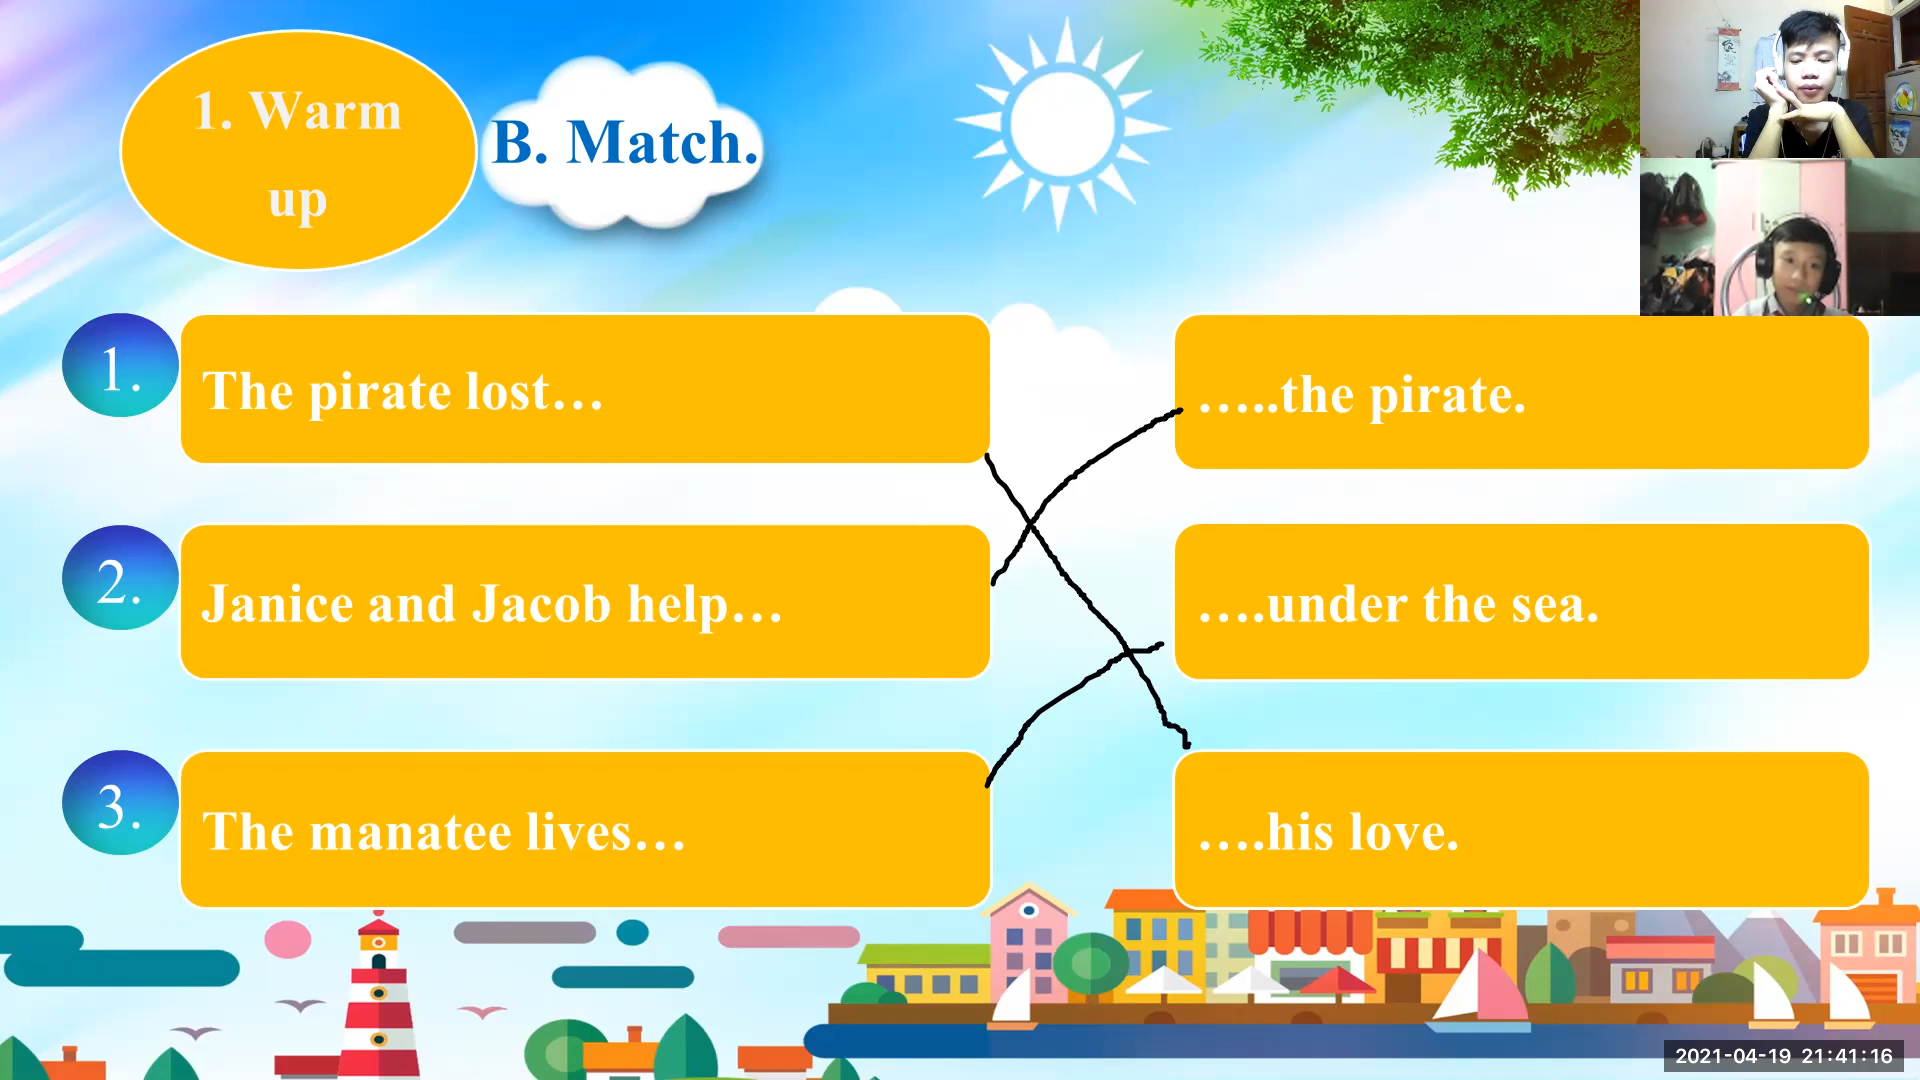 1. Warm
up
B. Match.
1.
The pirate lost…
…..the pirate.
2.
Janice and Jacob help…
….under the sea.
3.
The manatee lives…
….his love.
2021-04-19 21:41:16